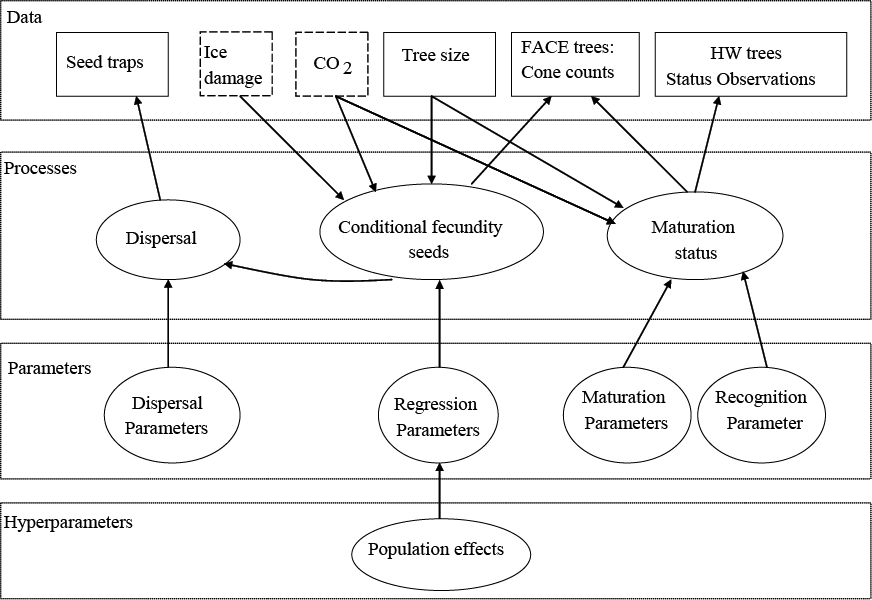 Data
Seed traps
Ice
damage
CO 2
Tree size
FACE trees:
Cone counts
HW trees
Status Observations
Processes
Dispersal
Conditional fecundity
seeds
Maturation
status
Parameters
Dispersal
Parameters
Regression
Parameters
Maturation
Parameters
Recognition
Parameter
Hyperparameters
Population effects